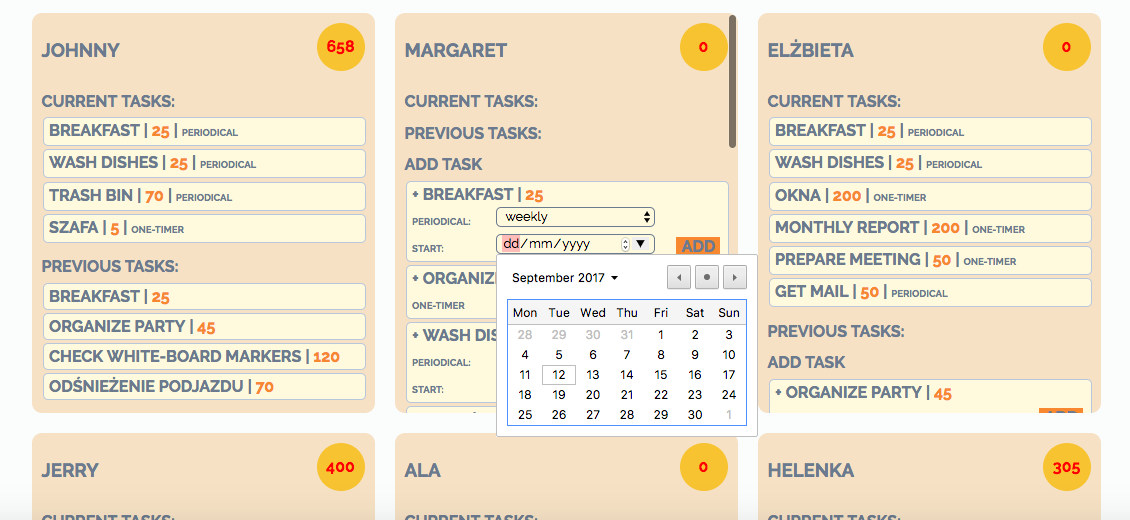 JOHNNY
658
CURRENT TASKS:
BREAKFAST | 25 | PERIODICAL
WASH DISHES | 25 | PERIODICAL
TRASH BIN | 70 | PERIODICAL
SZAFA | 5 | ONE-TIMER
PREVIOUS TASKS:
BREAKFAST | 25
ORGANIZE PARTY | 45
CHECK WHITE-BOARD MARKERS | 120
ODŚNIEŻENIE PODJAZDU | 70
MARGARET
0
CURRENT TASKS:
PREVIOUS TASKS:
ADD TASK
+ BREAKFAST | 25
PERIODICAL: weekly
START: dd/mm/yyyy ADD
+ ORGANIZ
ONE-TIMER
+ WASH DIS
PERIODICAL:
START:
September 2017
Mon Tue Wed Thu Fri Sat Sun
28 29 30 31 1 2 3
4 5 6 7 8 9 10
11 12 13 14 15 16 17
18 19 20 21 22 23 24
25 26 27 28 29 30 1
ELŻBIETA
0
CURRENT TASKS:
BREAKFAST | 25 | PERIODICAL
WASH DISHES | 25 | PERIODICAL
OKNA | 200 | ONE-TIMER
MONTHLY REPORT | 200 | ONE-TIMER
PREPARE MEETING | 50 | ONE-TIMER
GET MAIL | 50 | PERIODICAL
PREVIOUS TASKS:
ADD TASK
+ ORGANIZE PARTY | 45
ADD
JERRY
400
CURRENT TASKS:
ALA
0
CURRENT TASKS:
HELENKA
305
CURRENT TASKS: